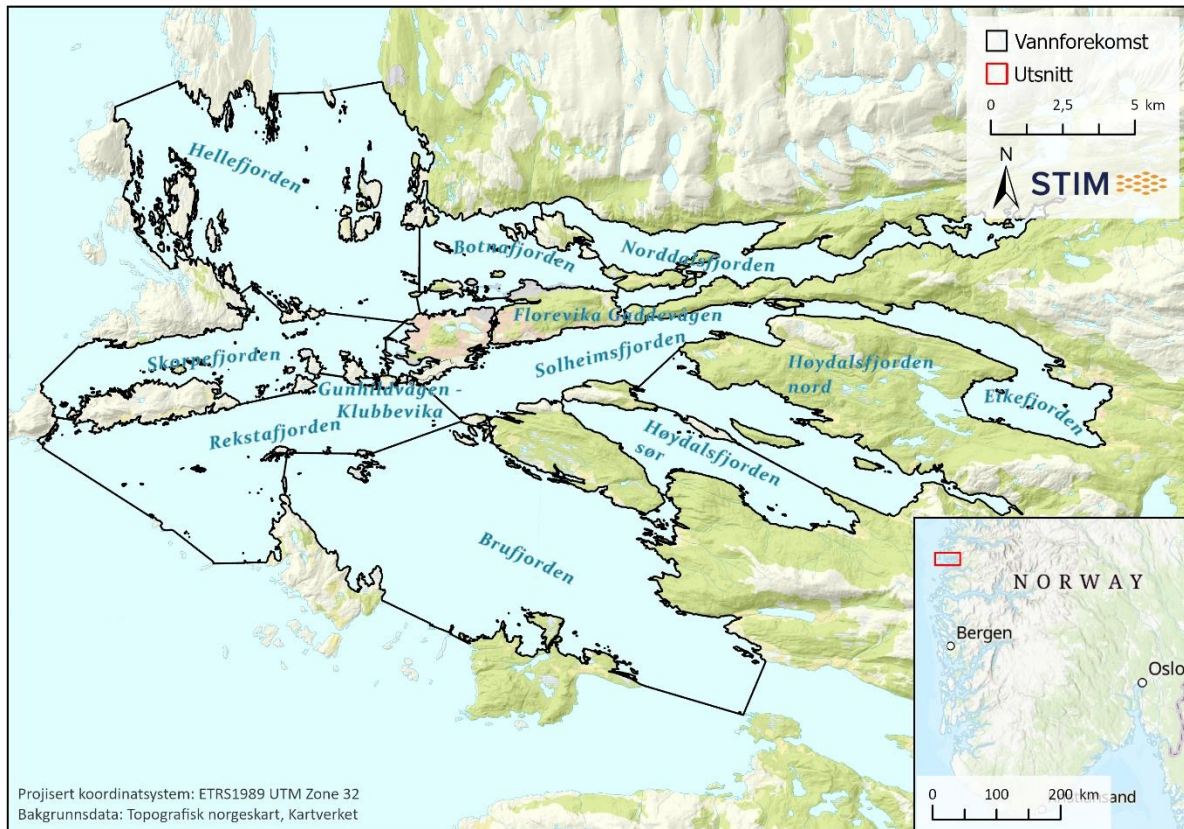 Vannforekomst
Utsnitt
0 2,5 5 km
N
STIM
Hellefjorden
Botnafjorden
Norddalsfjorden
Florevika Guddevågen
Skorpefjorden
Solheimsfjorden
Høydalsfjorden
nord
Gunhildvågen -
Klubbevika
Eikefjorden
Rekstafjorden
Høydalsfjorden
sør
Brufjorden
NORWAY
Bergen
Oslo
0 100 200 km
Projisert koordinatsystem: ETRS1989 UTM Zone 32
Bakgrunnsdata: Topografisk norgeskart, Kartverket